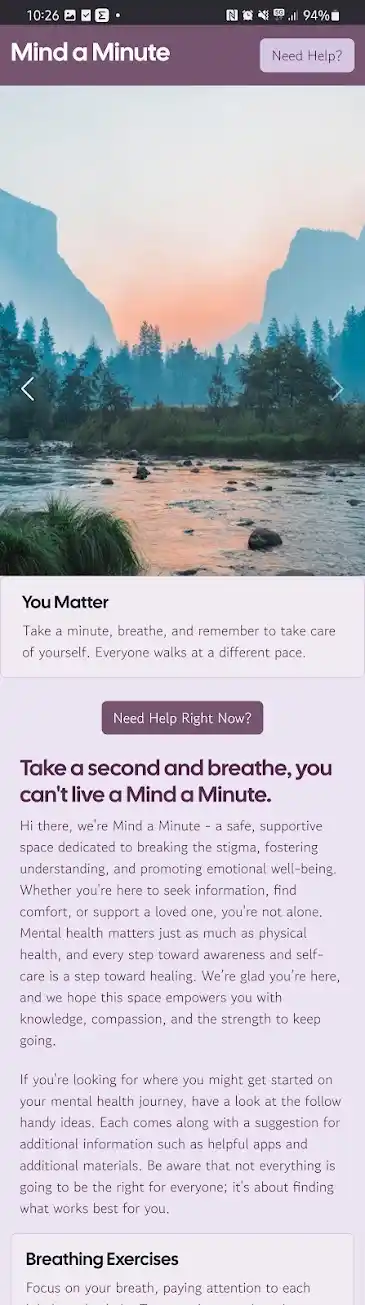 10:26
94%
Mind a Minute
Need Help?
You Matter
Take a minute, breathe, and remember to take care
of yourself. Everyone walks at a different pace.
Need Help Right Now?
Take a second and breathe, you
can't live a Mind a Minute.
Hi there, we're Mind a Minute - a safe, supportive
space dedicated to breaking the stigma, fostering
understanding, and promoting emotional well-being.
Whether you're here to seek information, find
comfort, or support a loved one, you're not alone.
Mental health matters just as much as physical
health, and every step toward awareness and self-
care is a step toward healing. We're glad you're here,
and we hope this space empowers you with
knowledge, compassion, and the strength to keep
going.
If you're looking for where you might get started on
your mental health journey, have a look at the follow
handy ideas. Each comes along with a suggestion for
additional information such as helpful apps and
additional materials. Be aware that not everything is
going to be the right for everyone; it's about finding
what works best for you.
Breathing Exercises
Focus on your breath, paying attention to each